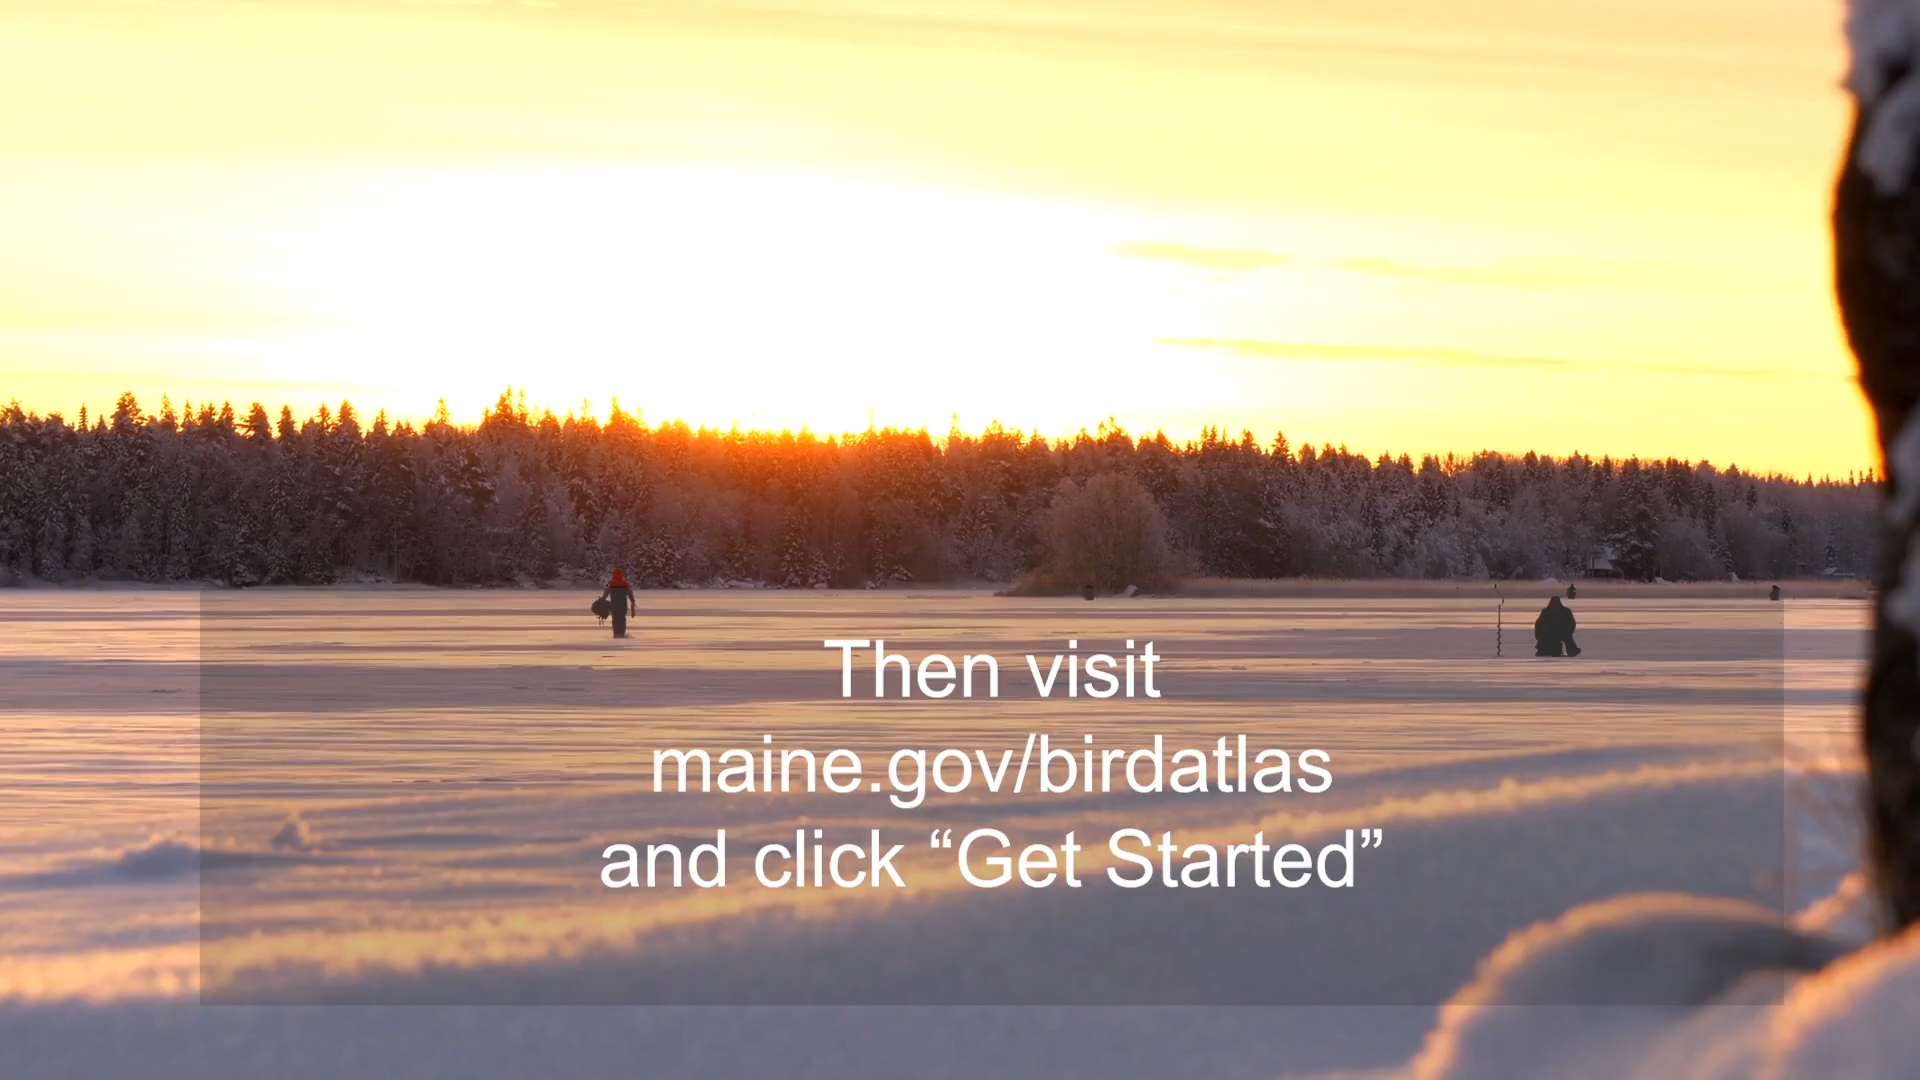 Then visit
maine.gov/birdatlas
and click “Get Started”